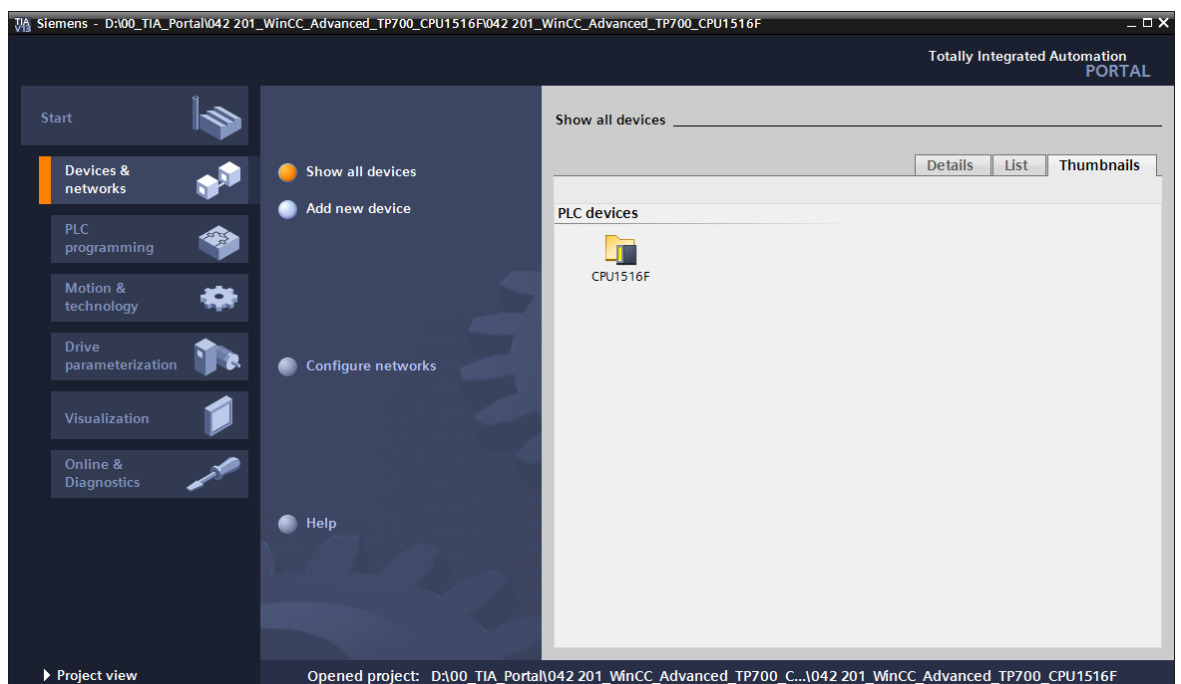 TIA V13 Siemens - D:\00_TIA_Portal\042 201_WinCC_Advanced_TP700_CPU1516F\042 201_WinCC_Advanced_TP700_CPU1516F
Totally Integrated Automation
PORTAL
Start
Devices &
networks
PLC
programming
Motion &
technology
Drive
parameterization
Visualization
Online &
Diagnostics
Show all devices
Add new device
Configure networks
Help
Show all devices
Details List Thumbnails
PLC devices
CPU1516F
Project view
Opened project: D:\00_TIA_Portal\042 201_WinCC_Advanced_TP700_C...\042 201_WinCC_Advanced_TP700_CPU1516F